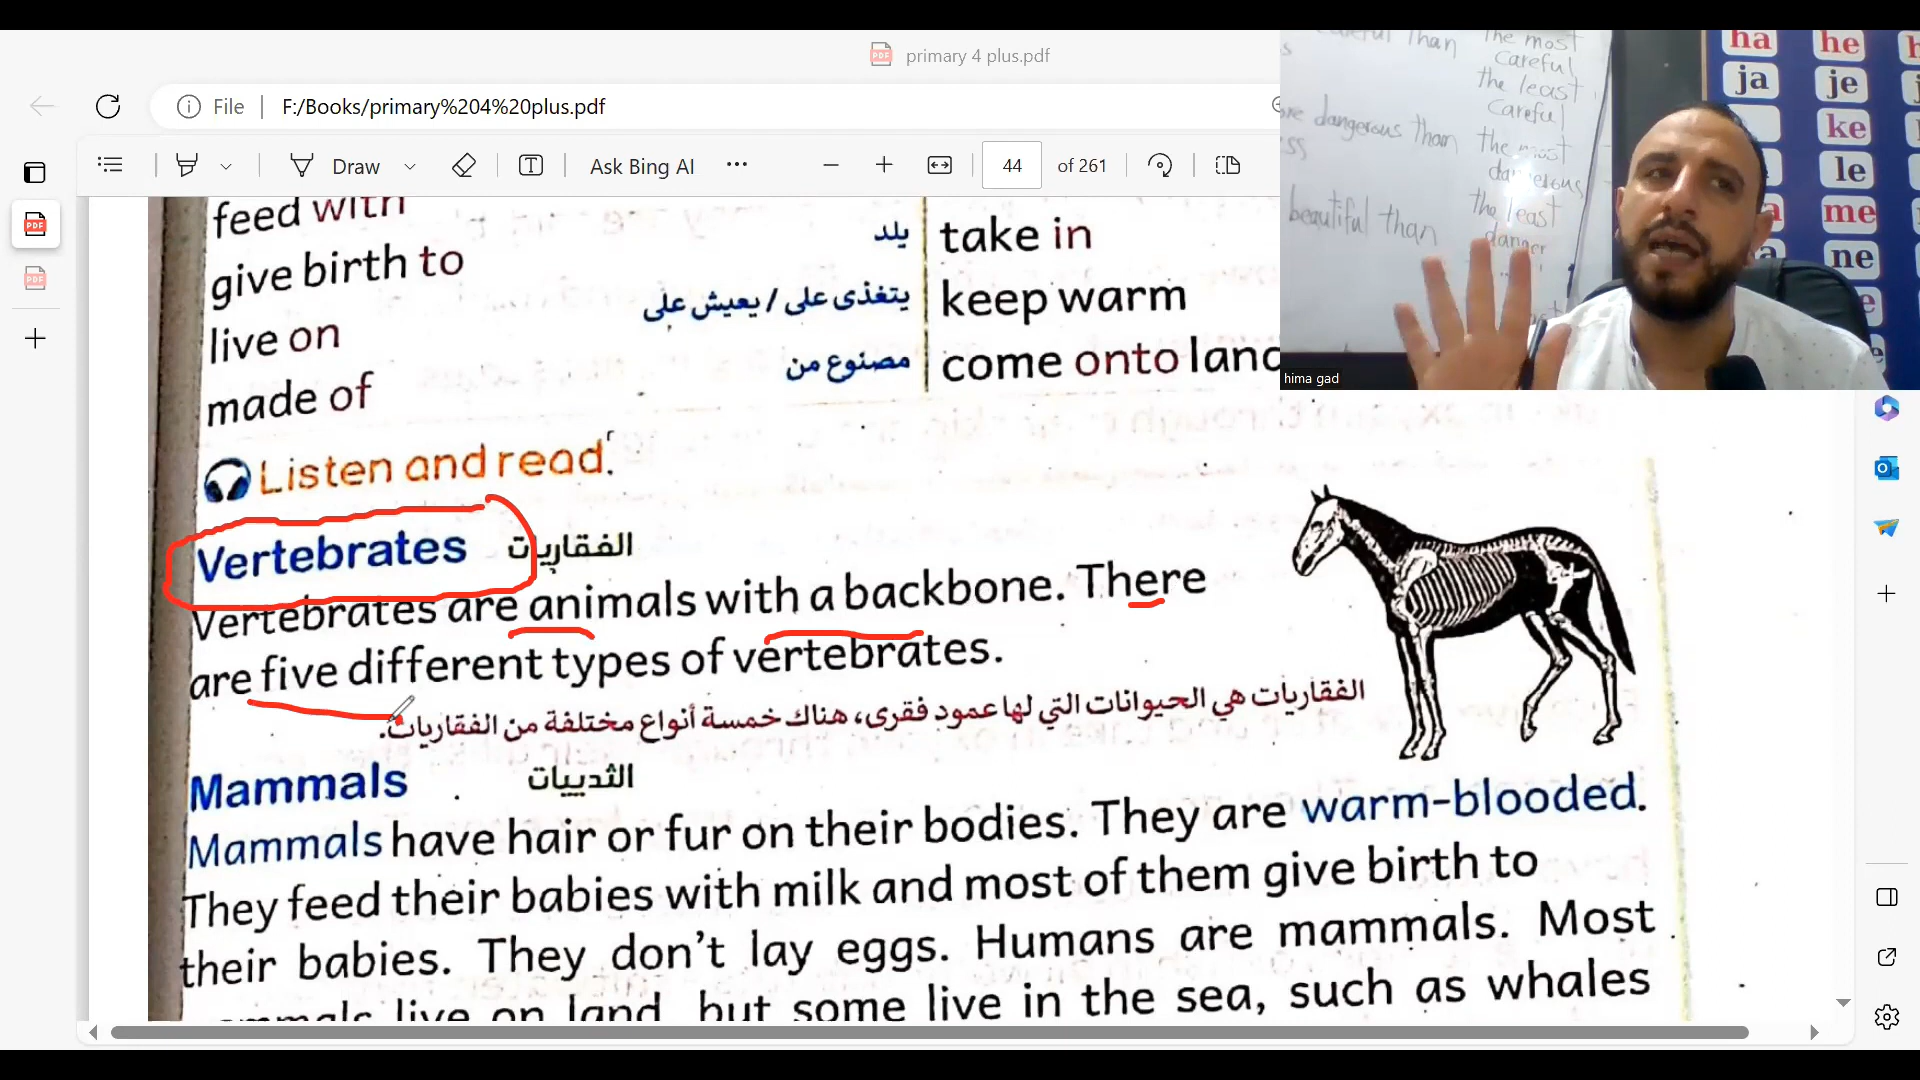 primary 4 plus.pdf
File
F:/Books/primary%204%20plus.pdf
Draw
Ask Bing AI
44
of 261
feed with
give birth to
يلد
live on
يتغذى على / يعيش على
made of
مصنوع من
take in
keep warm
come onto land
Listen and read.
Vertebrates الفقاريات
Vertebrates are animals with a backbone. There
are five different types of vertebrates.
الفقاريات هي الحيوانات التي لها عمود فقرى، هناك خمسة أنواع مختلفة من الفقاريات.
Mammals الثدييات
Mammals have hair or fur on their bodies. They are warm-blooded.
They feed their babies with milk and most of them give birth to
their babies. They don't lay eggs. Humans are mammals. Most
live on land, but some live in the sea, such as whales
than
the most
careful
the least
careful
dangerous than
the most
dangerous
beautiful than
the least
danger
ha he
ja je
ke
le
me
ne
hima gad